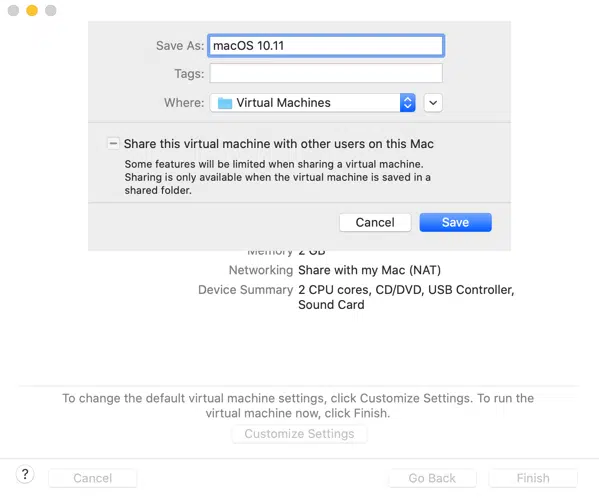 Save As: macOS 10.11
Tags:
Where: Virtual Machines
Share this virtual machine with other users on this Mac
Some features will be limited when sharing a virtual machine.
Sharing is only available when the virtual machine is saved in a
shared folder.
Cancel Save
Memory 2 GB
Networking Share with my Mac (NAT)
Device Summary 2 CPU cores, CD/DVD, USB Controller,
Sound Card
To change the default virtual machine settings, click Customize Settings. To run the
virtual machine now, click Finish.
Customize Settings
? Cancel Go Back Finish